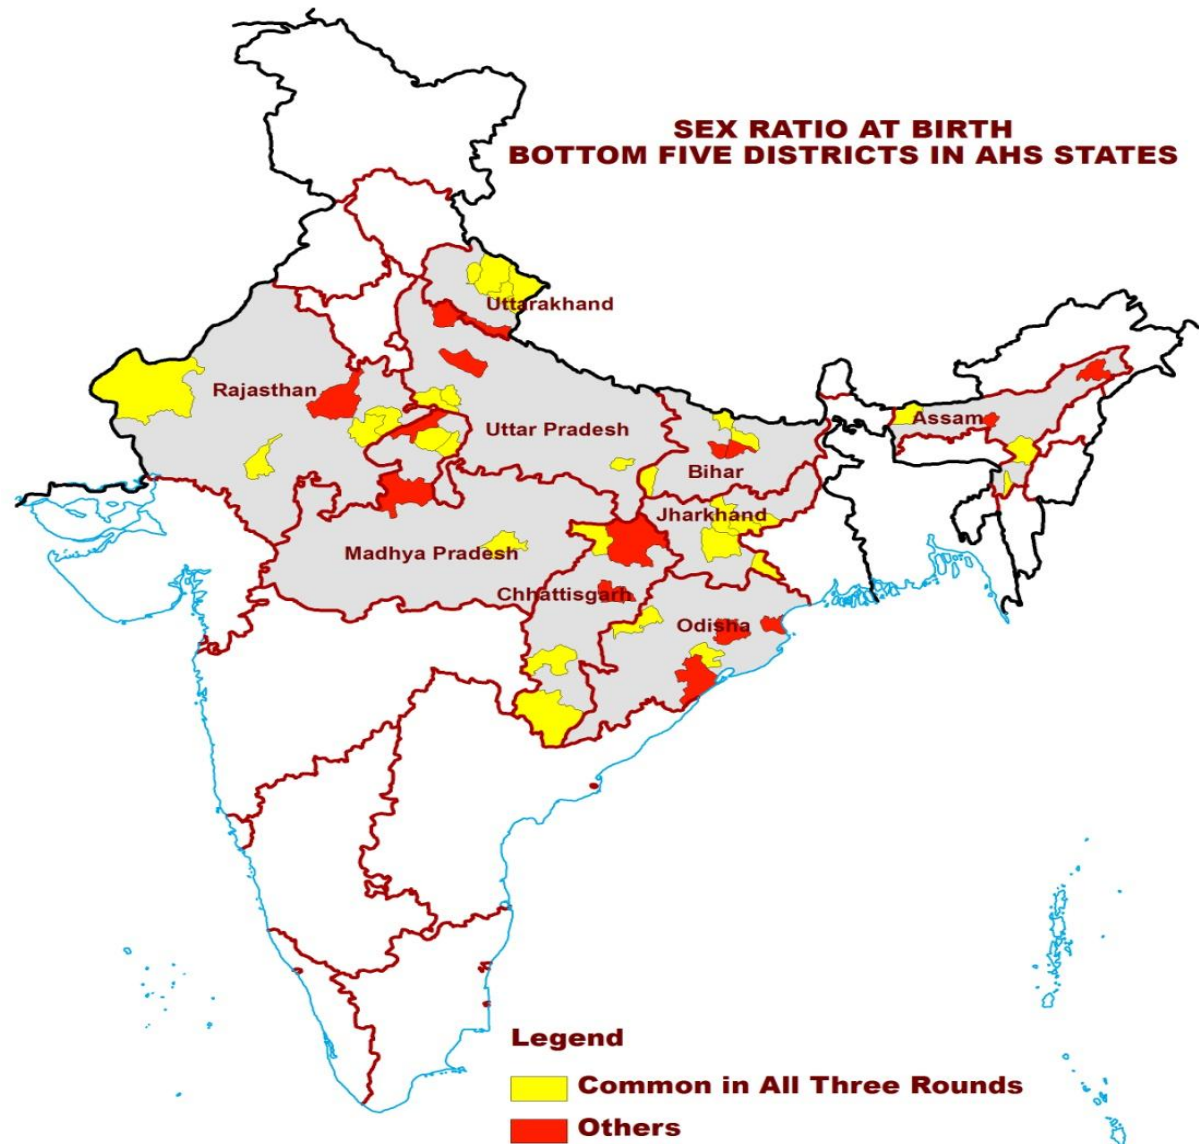 SEX RATIO AT BIRTH
BOTTOM FIVE DISTRICTS IN AHS STATES
Uttarakhand
Rajasthan
Uttar Pradesh
Assam
Bihar
Jharkhand
Madhya Pradesh
Chhattisgarh
Odisha
Legend
Common in All Three Rounds
Others